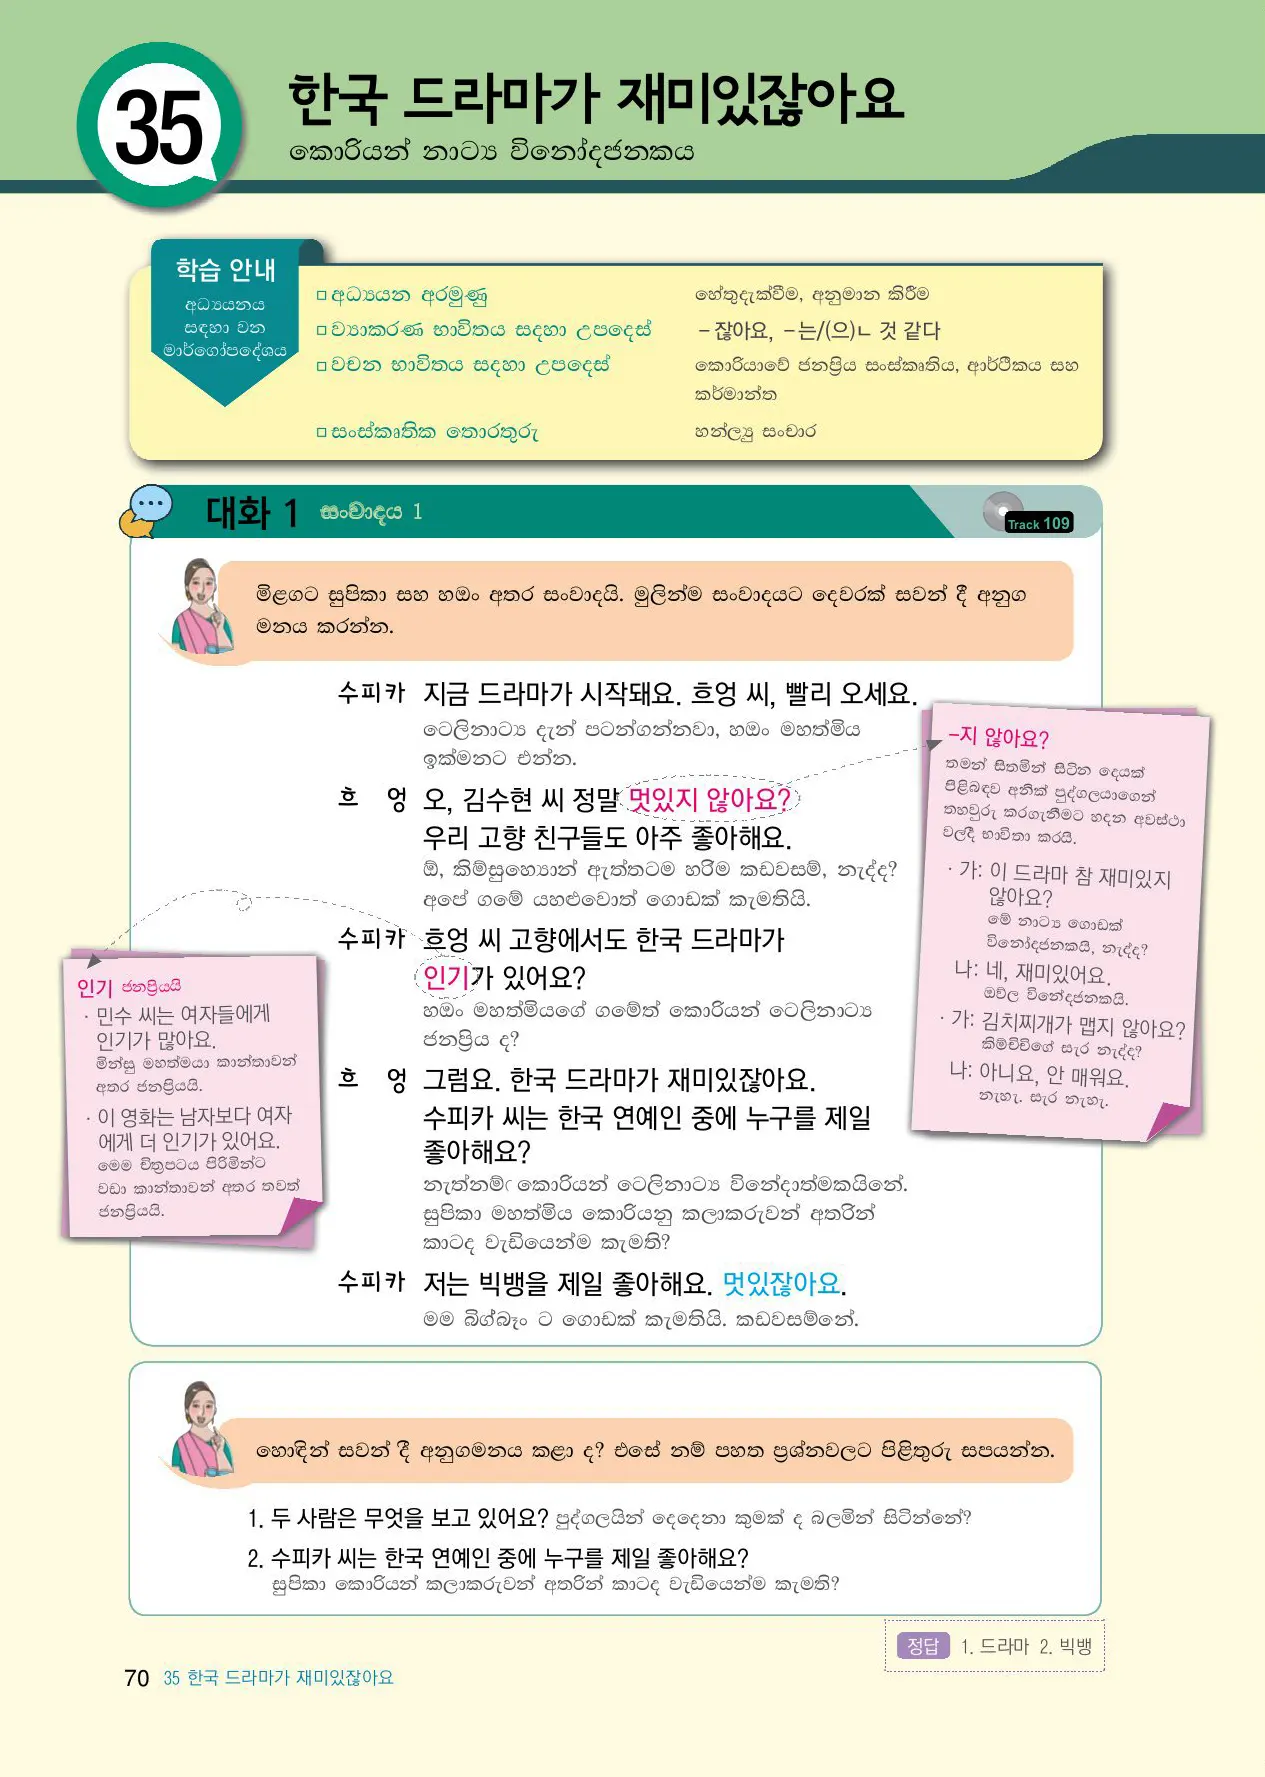 35
한국 드라마가 재미있잖아요
කොරියන් නාට්‍ය විනෝදජනකය
학습 안내
අධ්‍යයනය
සඳහා වන
මාර්ගෝපදේශය
□ අධ්‍යයන අරමුණු
හේතුදැක්වීම, අනුමාන කිරීම
□ ව්‍යාකරණ භාවිතය සදහා උපදෙස්
–잖아요, –는/(으)ㄴ 것 같다
□ වචන භාවිතය සදහා උපදෙස්
කොරියාවේ ජනප්‍රිය සංස්කෘතිය, ආර්ථිකය සහ
කර්මාන්ත
□ සංස්කෘතික තොරතුරු
හන්ල්‍යු සංචාර
대화 1 සංවාදය 1
Track 109
මිළගට සුපිකා සහ හඔං අතර සංවාදයි. මුලින්ම සංවාදයට දෙවරක් සවන් දී අනුග
මනය කරන්න.
수피카 지금 드라마가 시작돼요. 흐엉 씨, 빨리 오세요.
ටෙලිනාට්‍ය දැන් පටන්ගන්නවා, හඔං මහත්මිය
ඉක්මනට එන්න.
흐 엉 오, 김수현 씨 정말 멋있지 않아요?
우리 고향 친구들도 아주 좋아해요.
ඕ, කිම්සුහ්‍යොන් ඇත්තටම හරිම කඩවසම්, නැද්ද?
අපේ ගමේ යහළුවොත් ගොඩක් කැමතියි.
수피카 흐엉 씨 고향에서도 한국 드라마가
인기가 있어요?
හඔං මහත්මියගේ ගමේත් කොරියන් ටෙලිනාට්‍ය
ජනප්‍රිය ද?
흐 엉 그럼요. 한국 드라마가 재미있잖아요.
수피카 씨는 한국 연예인 중에 누구를 제일
좋아해요?
නැත්නම්෴ කොරියන් ටෙලිනාට්‍ය විනේදාත්මකයිනේ.
සුපිකා මහත්මිය කොරියනු කලාකරුවන් අතරින්
කාටද වැඩියෙන්ම කැමති?
수피카 저는 빅뱅을 제일 좋아해요. 멋있잖아요.
මම බිග්බෑං ට ගොඩක් කැමතියි. කඩවසම්නේ.
–지 않아요?
තමන් සිතමින් සිටින දෙයක්
පිළිබඳව අනික් පුද්ගලයාගෙන්
තහවුරු කරගැනීමට හදන අවස්ථා
වලදී භාවිතා කරයි.
· 가: 이 드라마 참 재미있지
않아요?
මේ නාට්‍ය ගොඩක්
විනෝදජනකයි, නැද්ද?
나: 네, 재미있어요.
ඔව්ල විනේදජනකයි.
· 가: 김치찌개가 맵지 않아요?
කිම්චිචිගේ සැර නැද්ද?
나: 아니요, 안 매워요.
නැහැ. සැර නැහැ.
인기 ජනප්‍රියයි
· 민수 씨는 여자들에게
인기가 많아요.
මින්සු මහත්මයා කාන්තාවන්
අතර ජනප්‍රියයි.
· 이 영화는 남자보다 여자
에게 더 인기가 있어요.
මෙම චිත්‍රපටය පිරිමින්ට
වඩා කාන්තාවන් අතර තවත්
ජනප්‍රියයි.
හොඳින් සවන් දී අනුගමනය කළා ද? එසේ නම් පහත ප්‍රශ්නවලට පිළිතුරු සපයන්න.
1. 두 사람은 무엇을 보고 있어요? පුද්ගලයින් දෙදෙනා කුමක් ද බලමින් සිටින්නේ?
2. 수피카 씨는 한국 연예인 중에 누구를 제일 좋아해요?
සුපිකා කොරියන් කලාකරුවන් අතරින් කාටද වැඩියෙන්ම කැමති?
정답 1. 드라마 2. 빅뱅
70 35 한국 드라마가 재미있잖아요